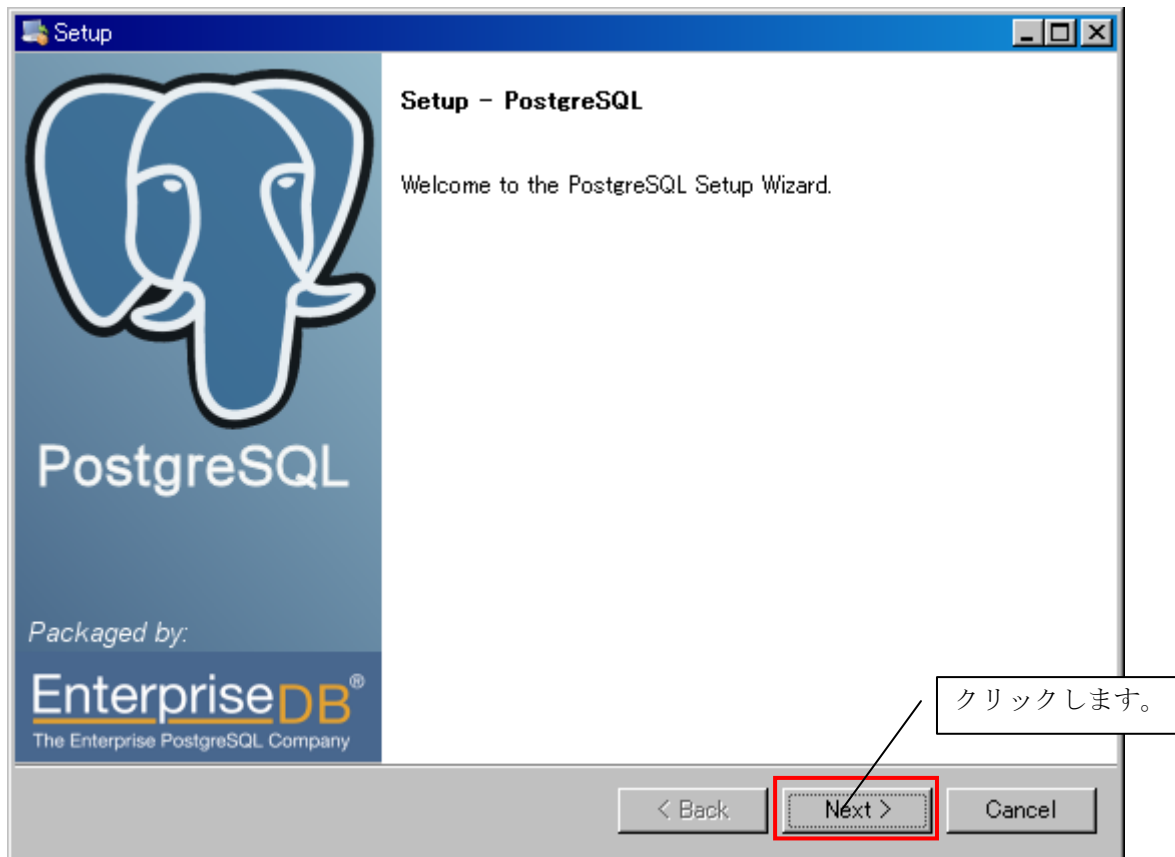 Setup
Setup - PostgreSQL
Welcome to the PostgreSQL Setup Wizard.
PostgreSQL
Packaged by:
EnterpriseDB®
The Enterprise PostgreSQL Company
クリックします。
< Back
Next >
Cancel